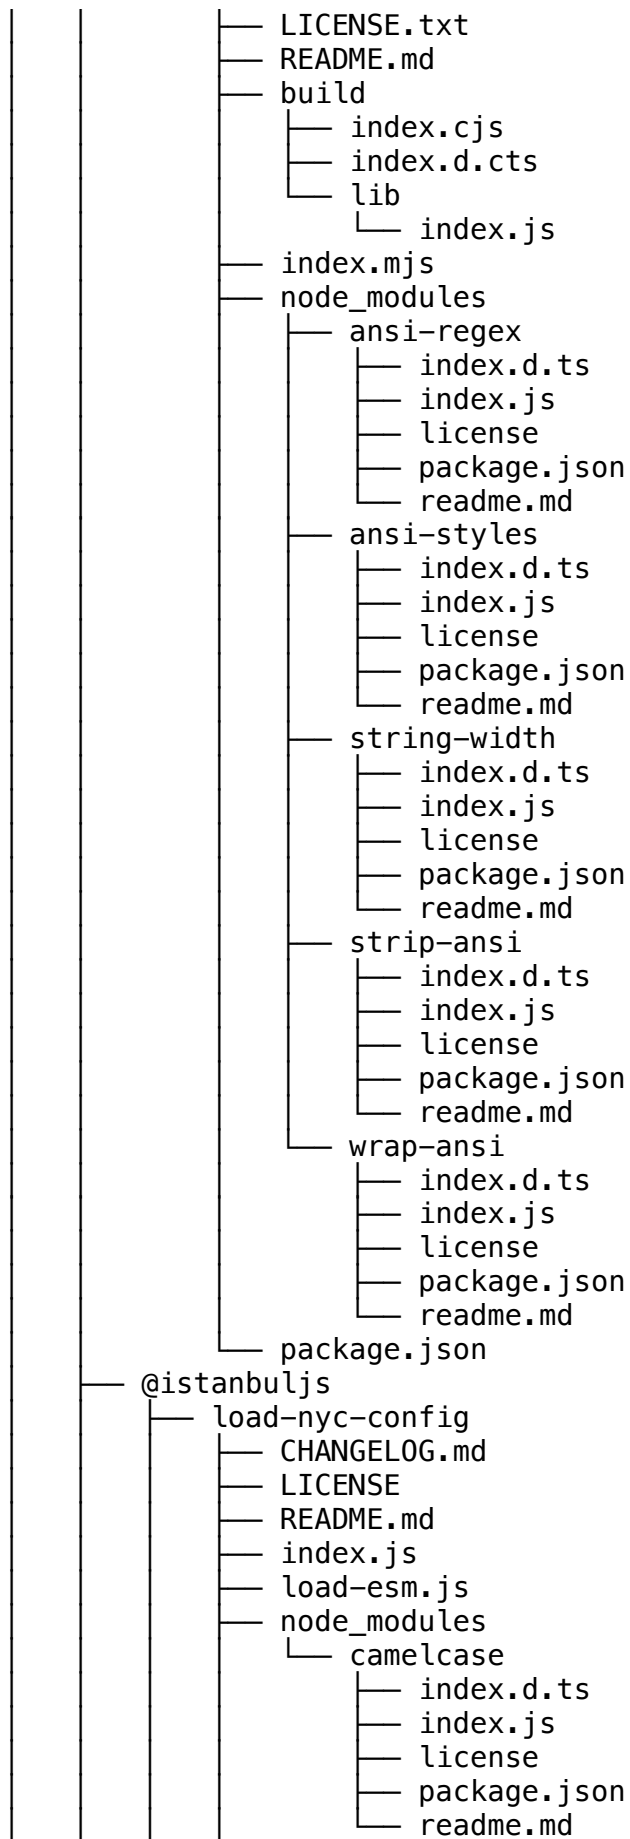 │   │       ├── LICENSE.txt
│   │       ├── README.md
│   │       ├── build
│   │       │   ├── index.cjs
│   │       │   ├── index.d.cts
│   │       │   └── lib
│   │       │       └── index.js
│   │       ├── index.mjs
│   │       ├── node_modules
│   │       │   ├── ansi-regex
│   │       │   │   ├── index.d.ts
│   │       │   │   ├── index.js
│   │       │   │   ├── license
│   │       │   │   ├── package.json
│   │       │   │   └── readme.md
│   │       │   ├── ansi-styles
│   │       │   │   ├── index.d.ts
│   │       │   │   ├── index.js
│   │       │   │   ├── license
│   │       │   │   ├── package.json
│   │       │   │   └── readme.md
│   │       │   ├── string-width
│   │       │   │   ├── index.d.ts
│   │       │   │   ├── index.js
│   │       │   │   ├── license
│   │       │   │   ├── package.json
│   │       │   │   └── readme.md
│   │       │   ├── strip-ansi
│   │       │   │   ├── index.d.ts
│   │       │   │   ├── index.js
│   │       │   │   ├── license
│   │       │   │   ├── package.json
│   │       │   │   └── readme.md
│   │       │   └── wrap-ansi
│   │       │       ├── index.d.ts
│   │       │       ├── index.js
│   │       │       ├── license
│   │       │       ├── package.json
│   │       │       └── readme.md
│   │       └── package.json
│   ├── @istanbuljs
│   │   ├── load-nyc-config
│   │   │   ├── CHANGELOG.md
│   │   │   ├── LICENSE
│   │   │   ├── README.md
│   │   │   ├── index.js
│   │   │   ├── load-esm.js
│   │   │   ├── node_modules
│   │   │   │   └── camelcase
│   │   │   │       ├── index.d.ts
│   │   │   │       ├── index.js
│   │   │   │       ├── license
│   │   │   │       ├── package.json
│   │   │   │       └── readme.md